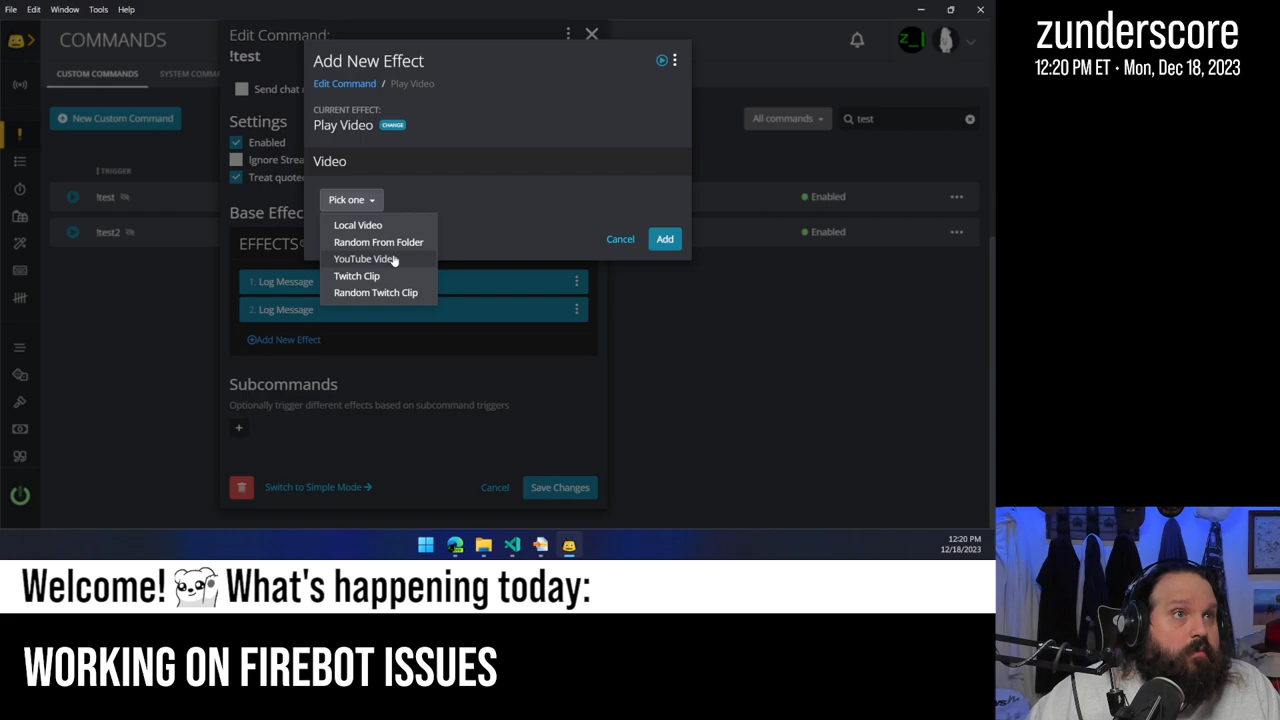 File Edit Window Tools Help
COMMANDS
CUSTOM COMMANDS SYSTEM COMMA
New Custom Command
All commands
test
TRIGGER
!test
Enabled
!test2
Enabled
Edit Command:
!test
Send chat
Settings
Enabled
Ignore Strea
Treat quote
Base Effec
EFFECTS
1. Log Message
2. Log Message
Add New Effect
Subcommands
Optionally trigger different effects based on subcommand triggers
+
Switch to Simple Mode
Cancel
Save Changes
Add New Effect
Edit Command / Play Video
CURRENT EFFECT:
Play Video CHANGE
Video
Pick one
Local Video
Random From Folder
YouTube Video
Twitch Clip
Random Twitch Clip
Cancel
Add
12:20 PM
12/18/2023
zunderscore
12:20 PM ET · Mon, Dec 18, 2023
Welcome! What's happening today:
WORKING ON FIREBOT ISSUES